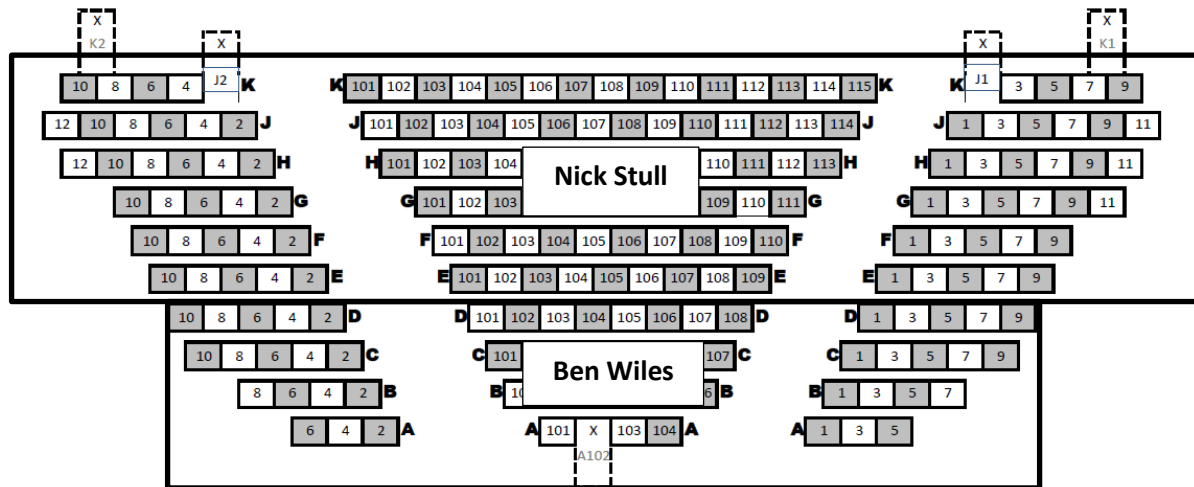 X X
K2 X X K1
10 8 6 4 J2 K K 101 102 103 104 105 106 107 108 109 110 111 112 113 114 115 K K J1 3 5 7 9
12 10 8 6 4 2 J J 101 102 103 104 105 106 107 108 109 110 111 112 113 114 J J 1 3 5 7 9 11
12 10 8 6 4 2 H H 101 102 103 104 110 111 112 113 H H 1 3 5 7 9 11
Nick Stull
10 8 6 4 2 G G 101 102 103 109 110 111 G G 1 3 5 7 9 11
10 8 6 4 2 F F 101 102 103 104 105 106 107 108 109 110 F F 1 3 5 7 9
10 8 6 4 2 E E 101 102 103 104 105 106 107 108 109 E E 1 3 5 7 9
10 8 6 4 2 D D 101 102 103 104 105 106 107 108 D D 1 3 5 7 9
10 8 6 4 2 C C 101 107 C C 1 3 5 7 9
Ben Wiles
8 6 4 2 B B B B 1 3 5 7
6 4 2 A A 101 X 103 104 A A 1 3 5
A102